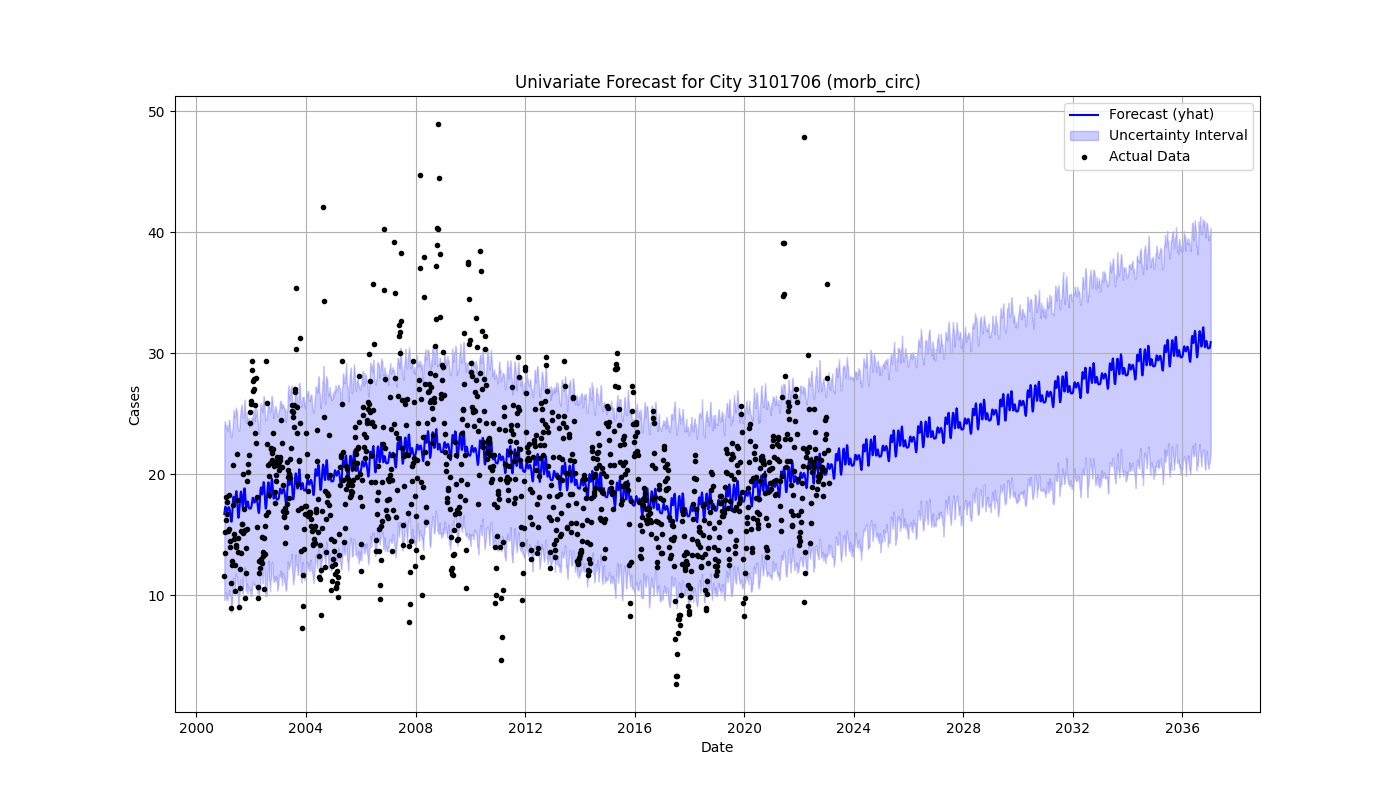 Univariate Forecast for City 3101706 (morb_circ)
Forecast (yhat)
Uncertainty Interval
Actual Data
50
40
30
20
10
Cases
2000 2004 2008 2012 2016 2020 2024 2028 2032 2036
Date